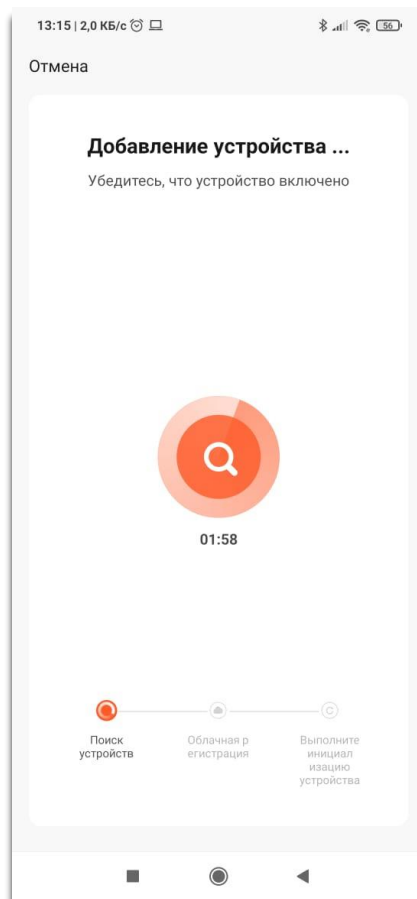 13:15 | 2,0 КБ/с 56
Отмена
Добавление устройства ...
Убедитесь, что устройство включено
01:58
Поиск
устройств
Облачная р
егистрация
Выполните
инициал
изацию
устройства